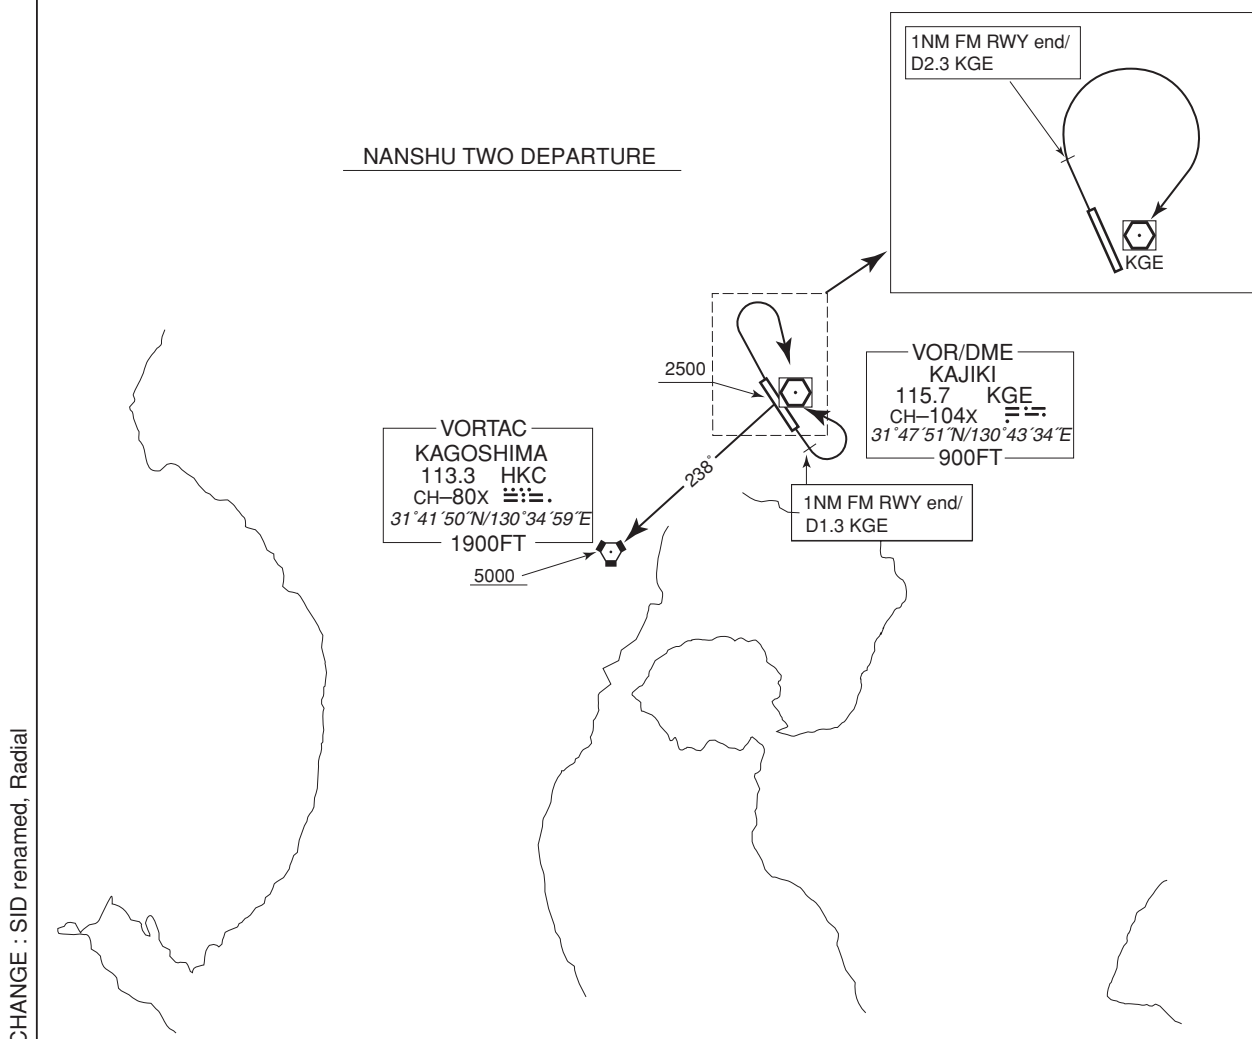 1NM FM RWY end/
D2.3 KGE
KGE
NANSHU TWO DEPARTURE
2500
VOR/DME
KAJIKI
115.7 KGE
CH–104X
31°47´51˝N/130°43´34˝E
900FT
VORTAC
KAGOSHIMA
113.3 HKC
CH–80X
31°41´50˝N/130°34´59˝E
1900FT
238°
1NM FM RWY end/
D1.3 KGE
5000
CHANGE : SID renamed, Radial